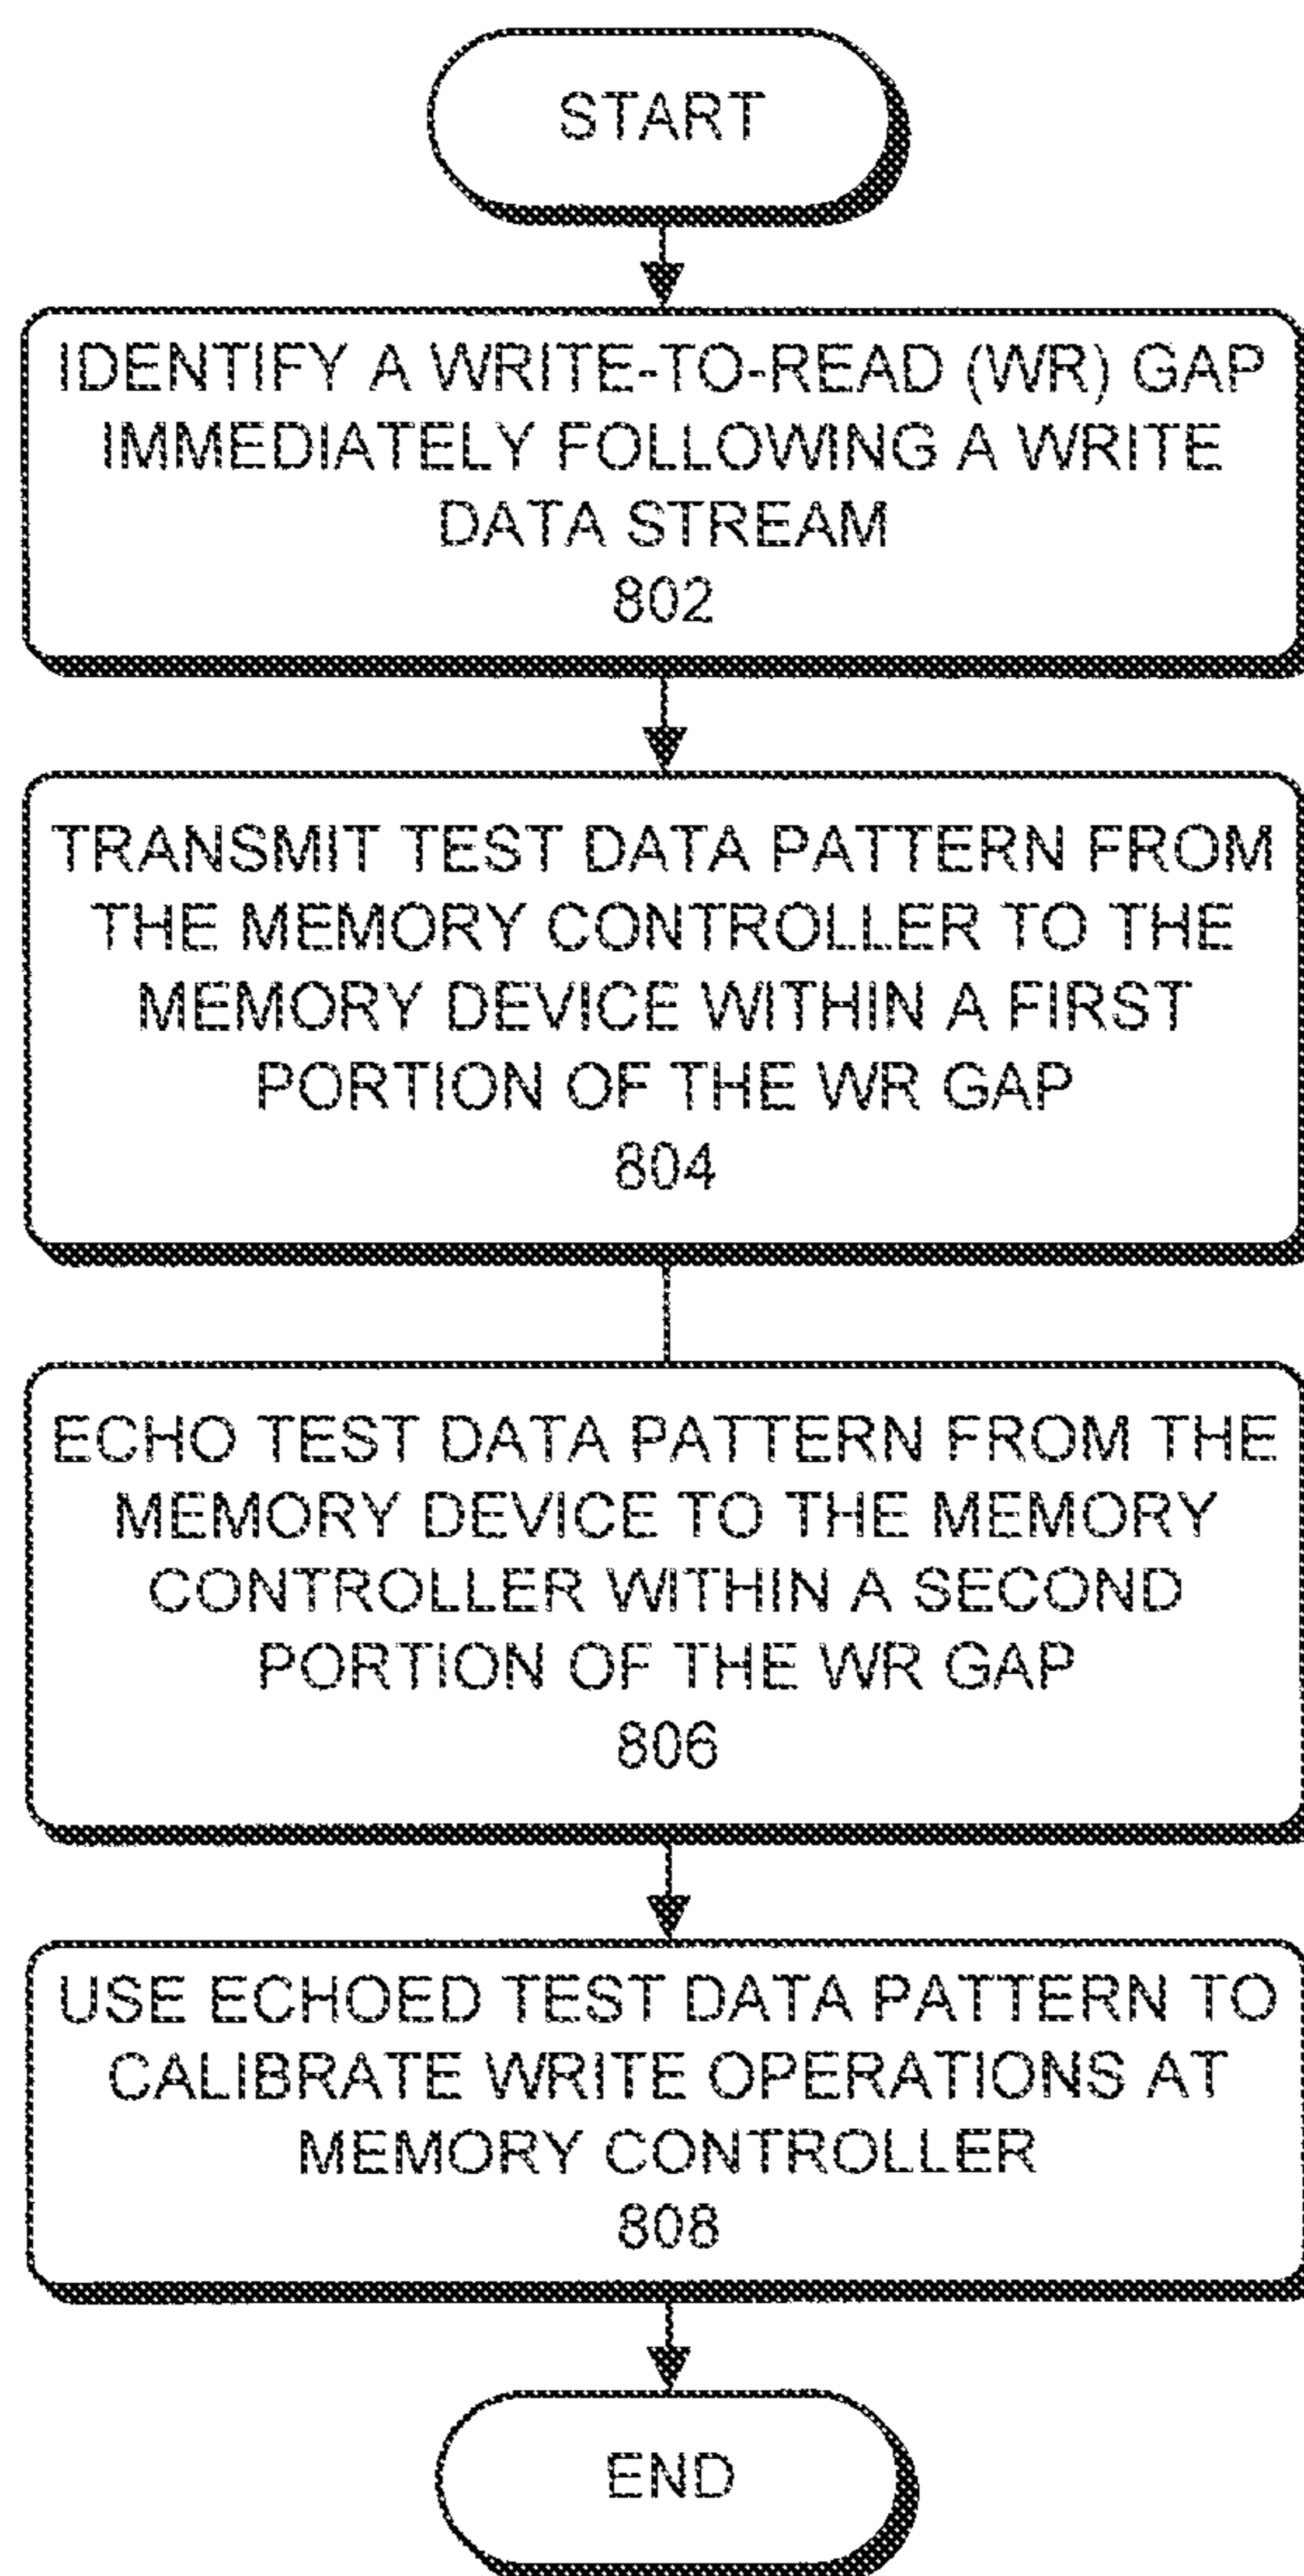 START
IDENTIFY A WRITE-TO-READ (WR) GAP
IMMEDIATELY FOLLOWING A WRITE
DATA STREAM
802
TRANSMIT TEST DATA PATTERN FROM
THE MEMORY CONTROLLER TO THE
MEMORY DEVICE WITHIN A FIRST
PORTION OF THE WR GAP
804
ECHO TEST DATA PATTERN FROM THE
MEMORY DEVICE TO THE MEMORY
CONTROLLER WITHIN A SECOND
PORTION OF THE WR GAP
806
USE ECHOED TEST DATA PATTERN TO
CALIBRATE WRITE OPERATIONS AT
MEMORY CONTROLLER
808
END